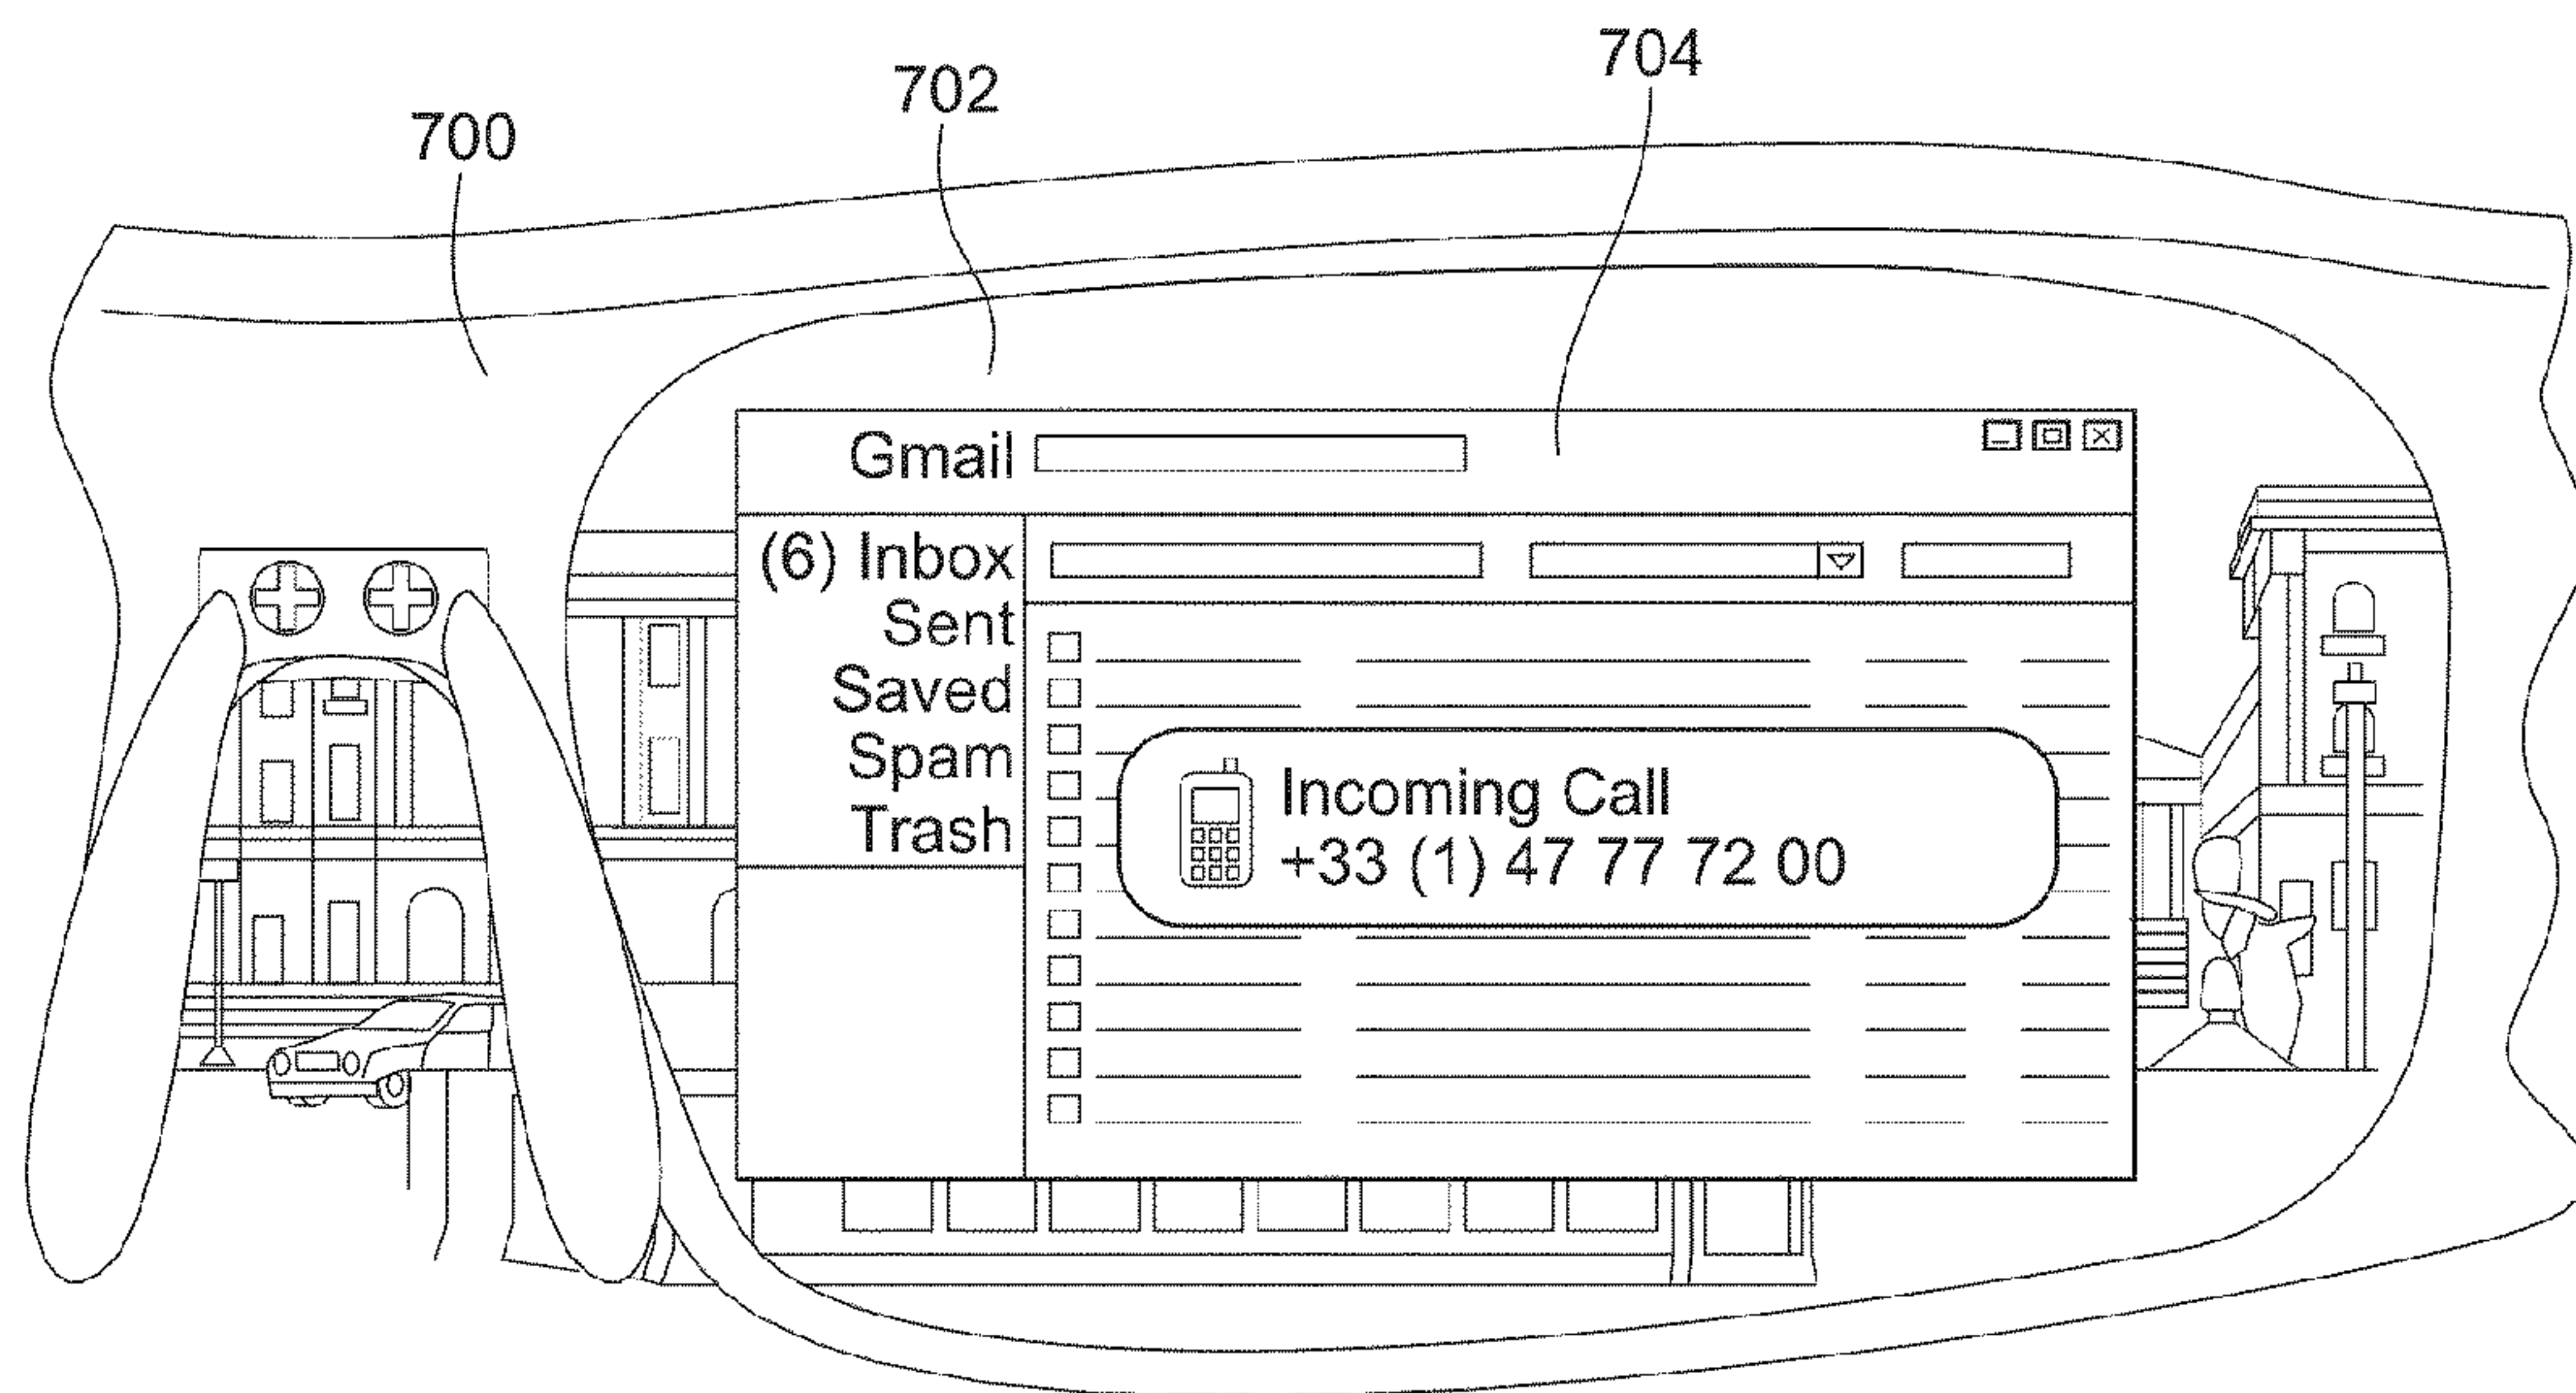 700
702
704
Gmail
(6) Inbox
Sent
Saved
Spam
Trash
Incoming Call
+33 (1) 47 77 72 00